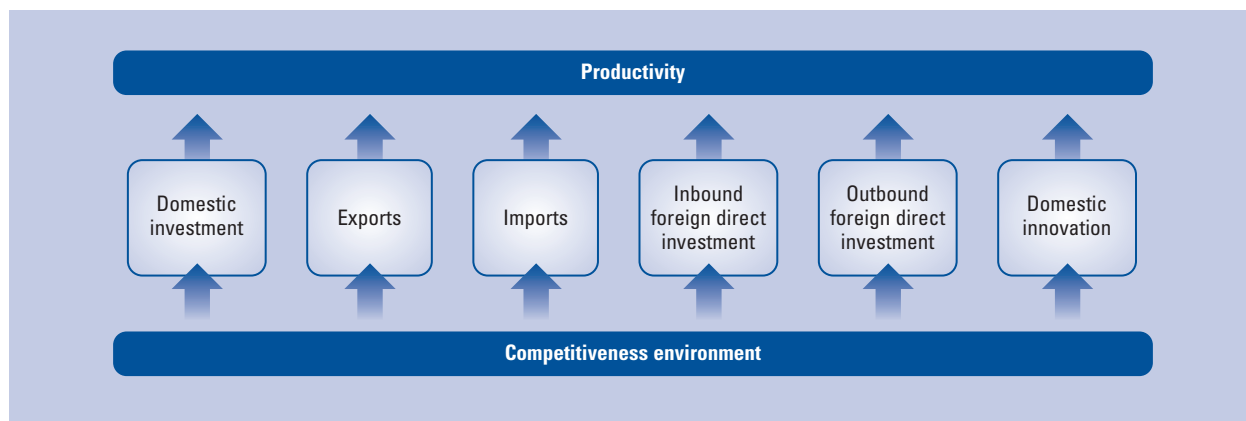 Productivity
Domestic
investment
Exports
Imports
Inbound
foreign direct
investment
Outbound
foreign direct
investment
Domestic
innovation
Competitiveness environment